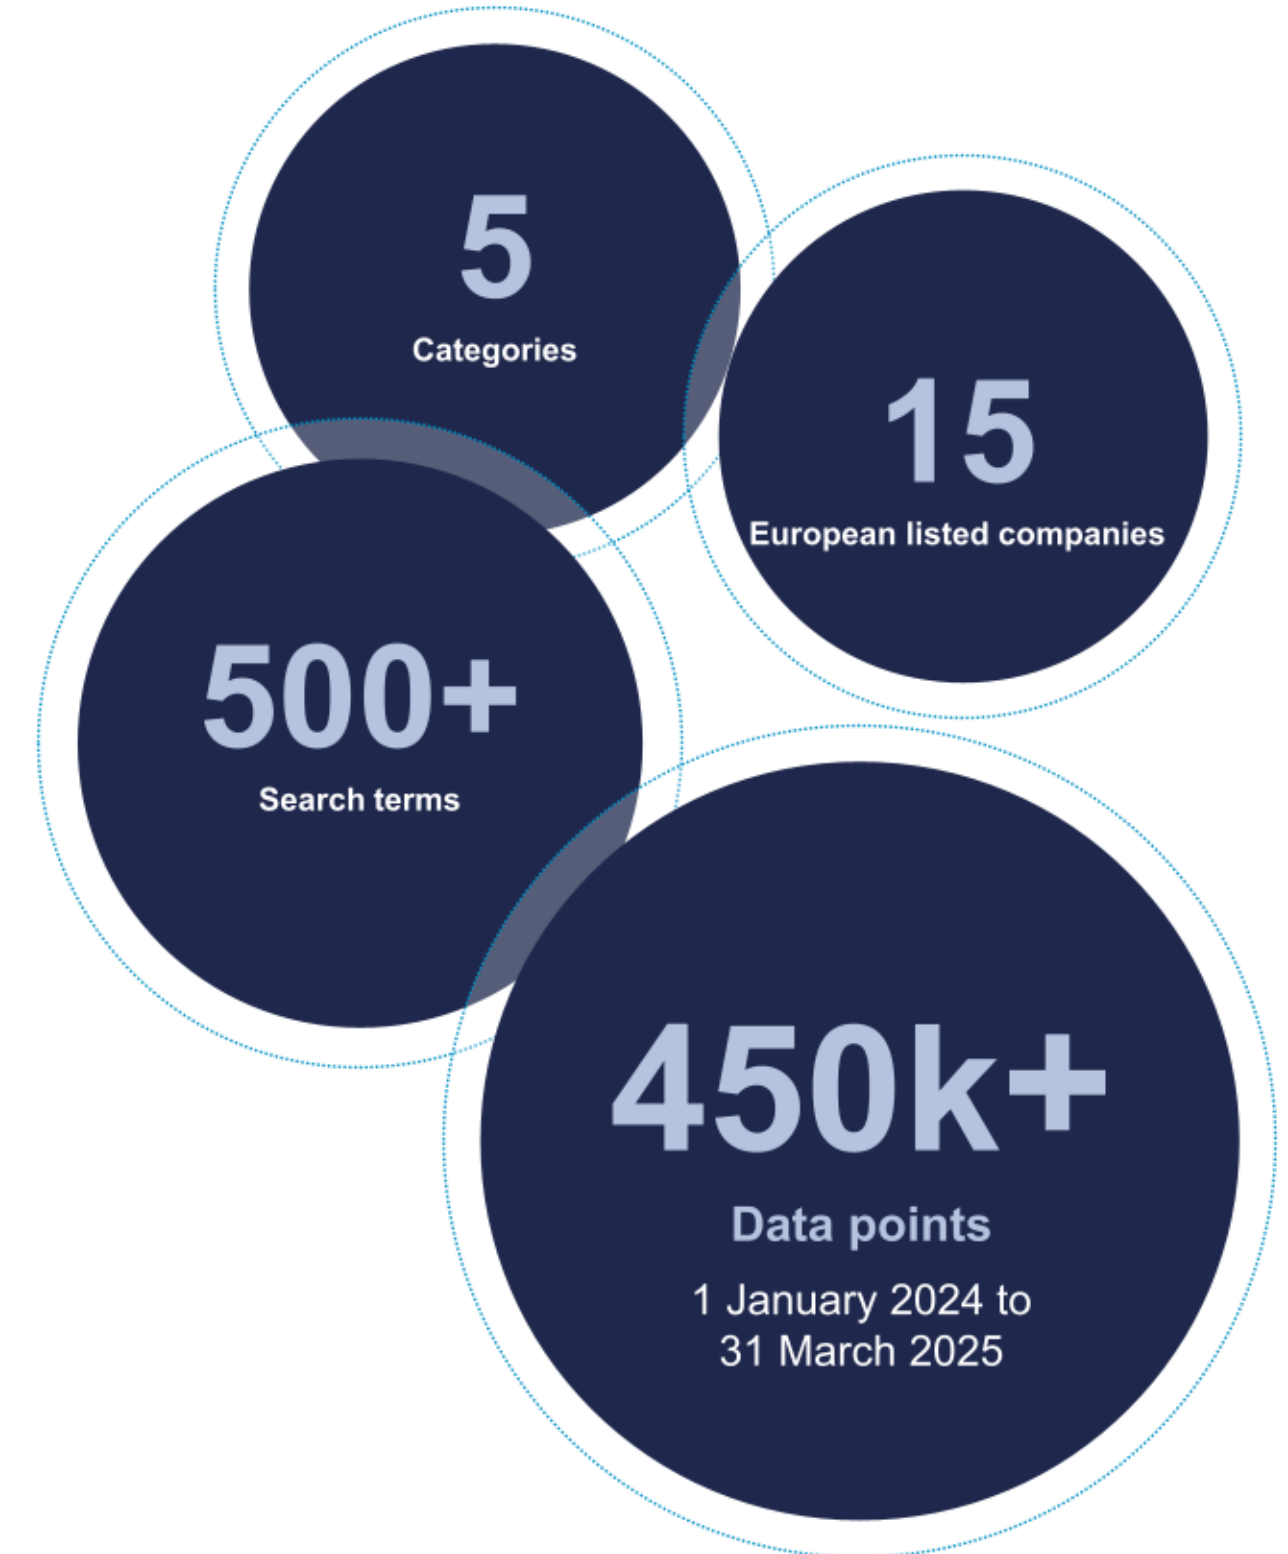 5
Categories
15
European listed companies
500+
Search terms
450k+
Data points
1 January 2024 to
31 March 2025